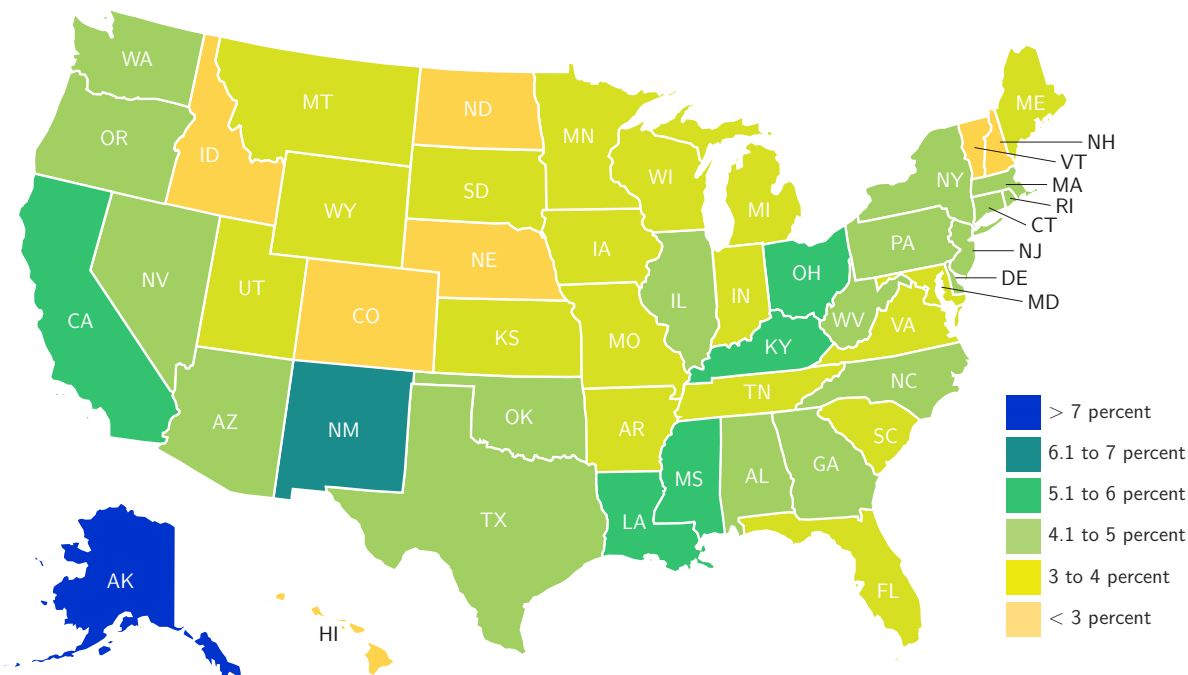 WA
OR
ID
MT
ND
MN
ME
NH
VT
MA
RI
CT
NJ
DE
MD
NY
WI
MI
SD
WY
NE
IA
NV
UT
CO
CA
KS
MO
IL
IN
OH
PA
WV
VA
KY
NC
TN
SC
AZ
NM
OK
AR
TX
LA
MS
AL
GA
FL
AK
HI
> 7 percent
6.1 to 7 percent
5.1 to 6 percent
4.1 to 5 percent
3 to 4 percent
< 3 percent